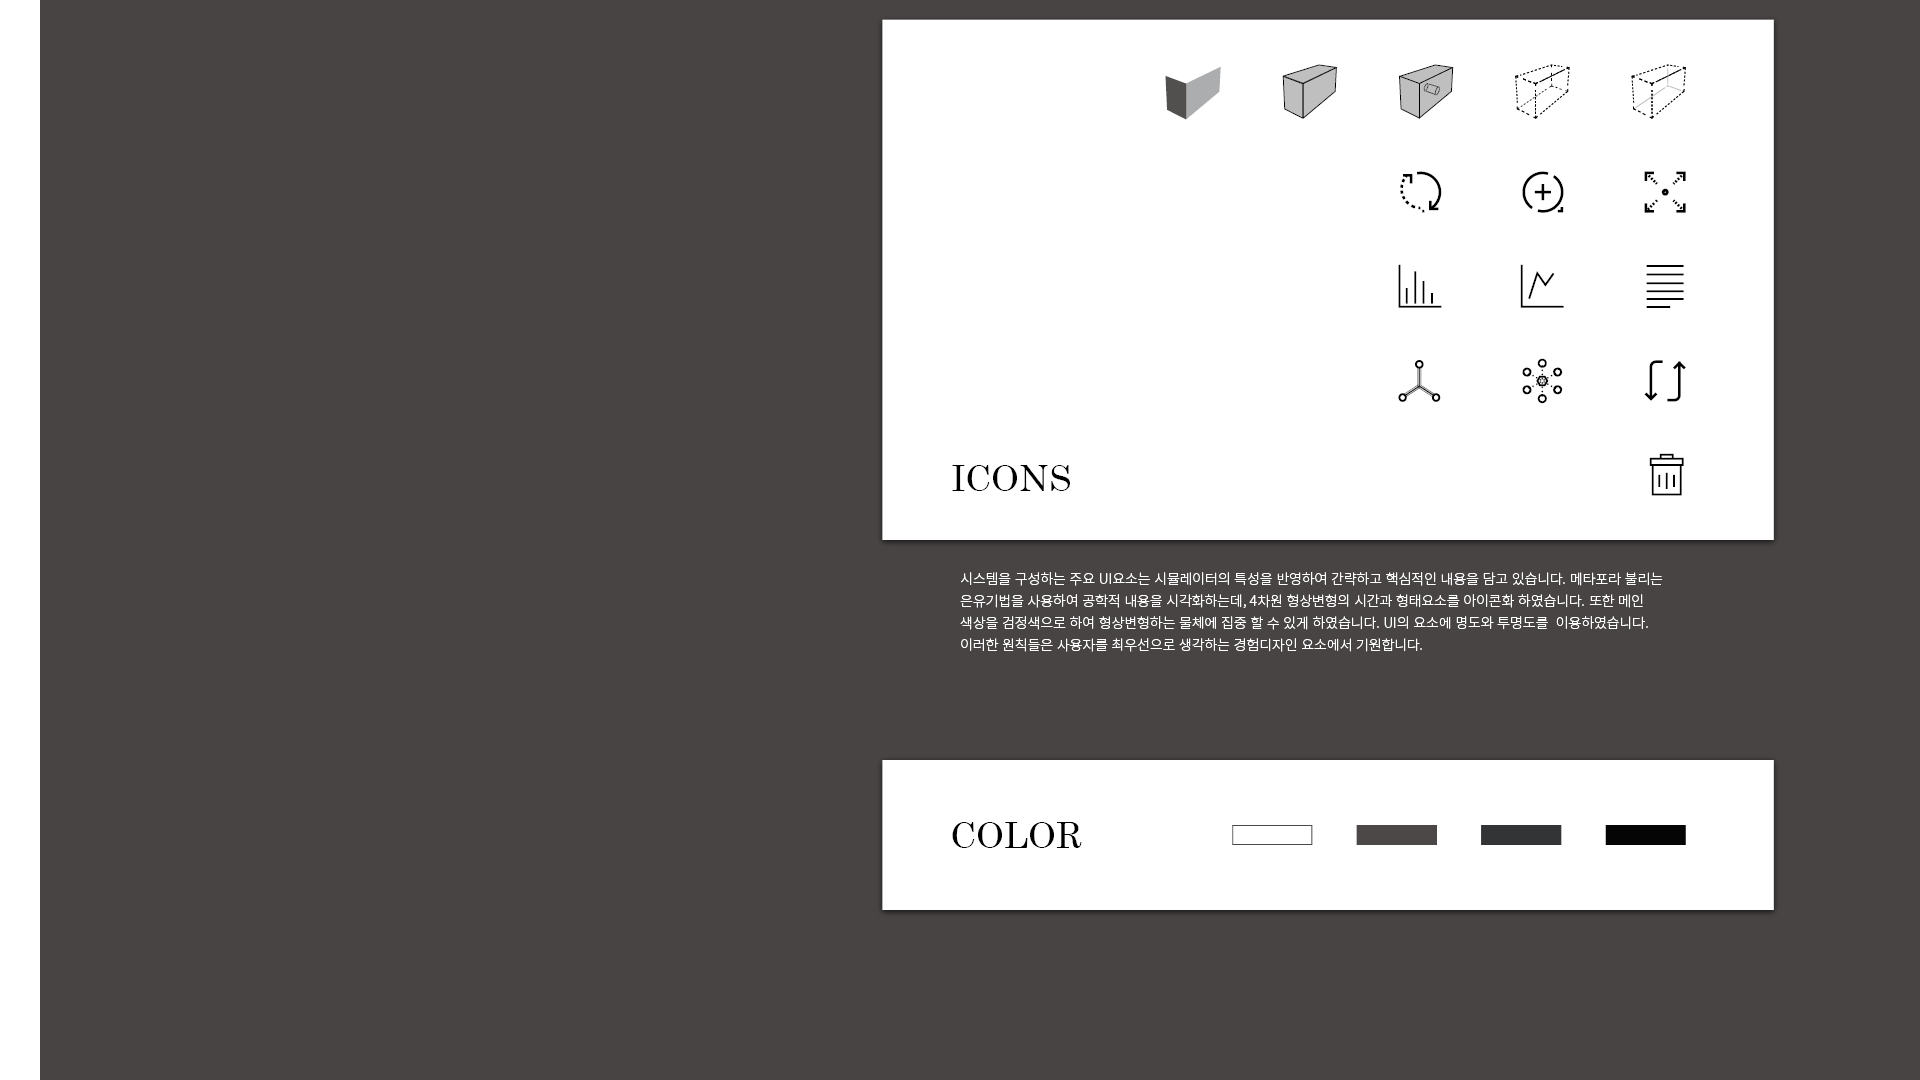 ICONS
시스템을 구성하는 주요 UI요소는 시뮬레이터의 특성을 반영하여 간략하고 핵심적인 내용을 담고 있습니다. 메타포라 불리는
은유기법을 사용하여 공학적 내용을 시각화하는데, 4차원 형상변형의 시간과 형태요소를 아이콘화 하였습니다. 또한 메인
색상을 검정색으로 하여 형상변형하는 물체에 집중 할 수 있게 하였습니다. UI의 요소에 명도와 투명도를  이용하였습니다.
이러한 원칙들은 사용자를 최우선으로 생각하는 경험디자인 요소에서 기원합니다.
COLOR